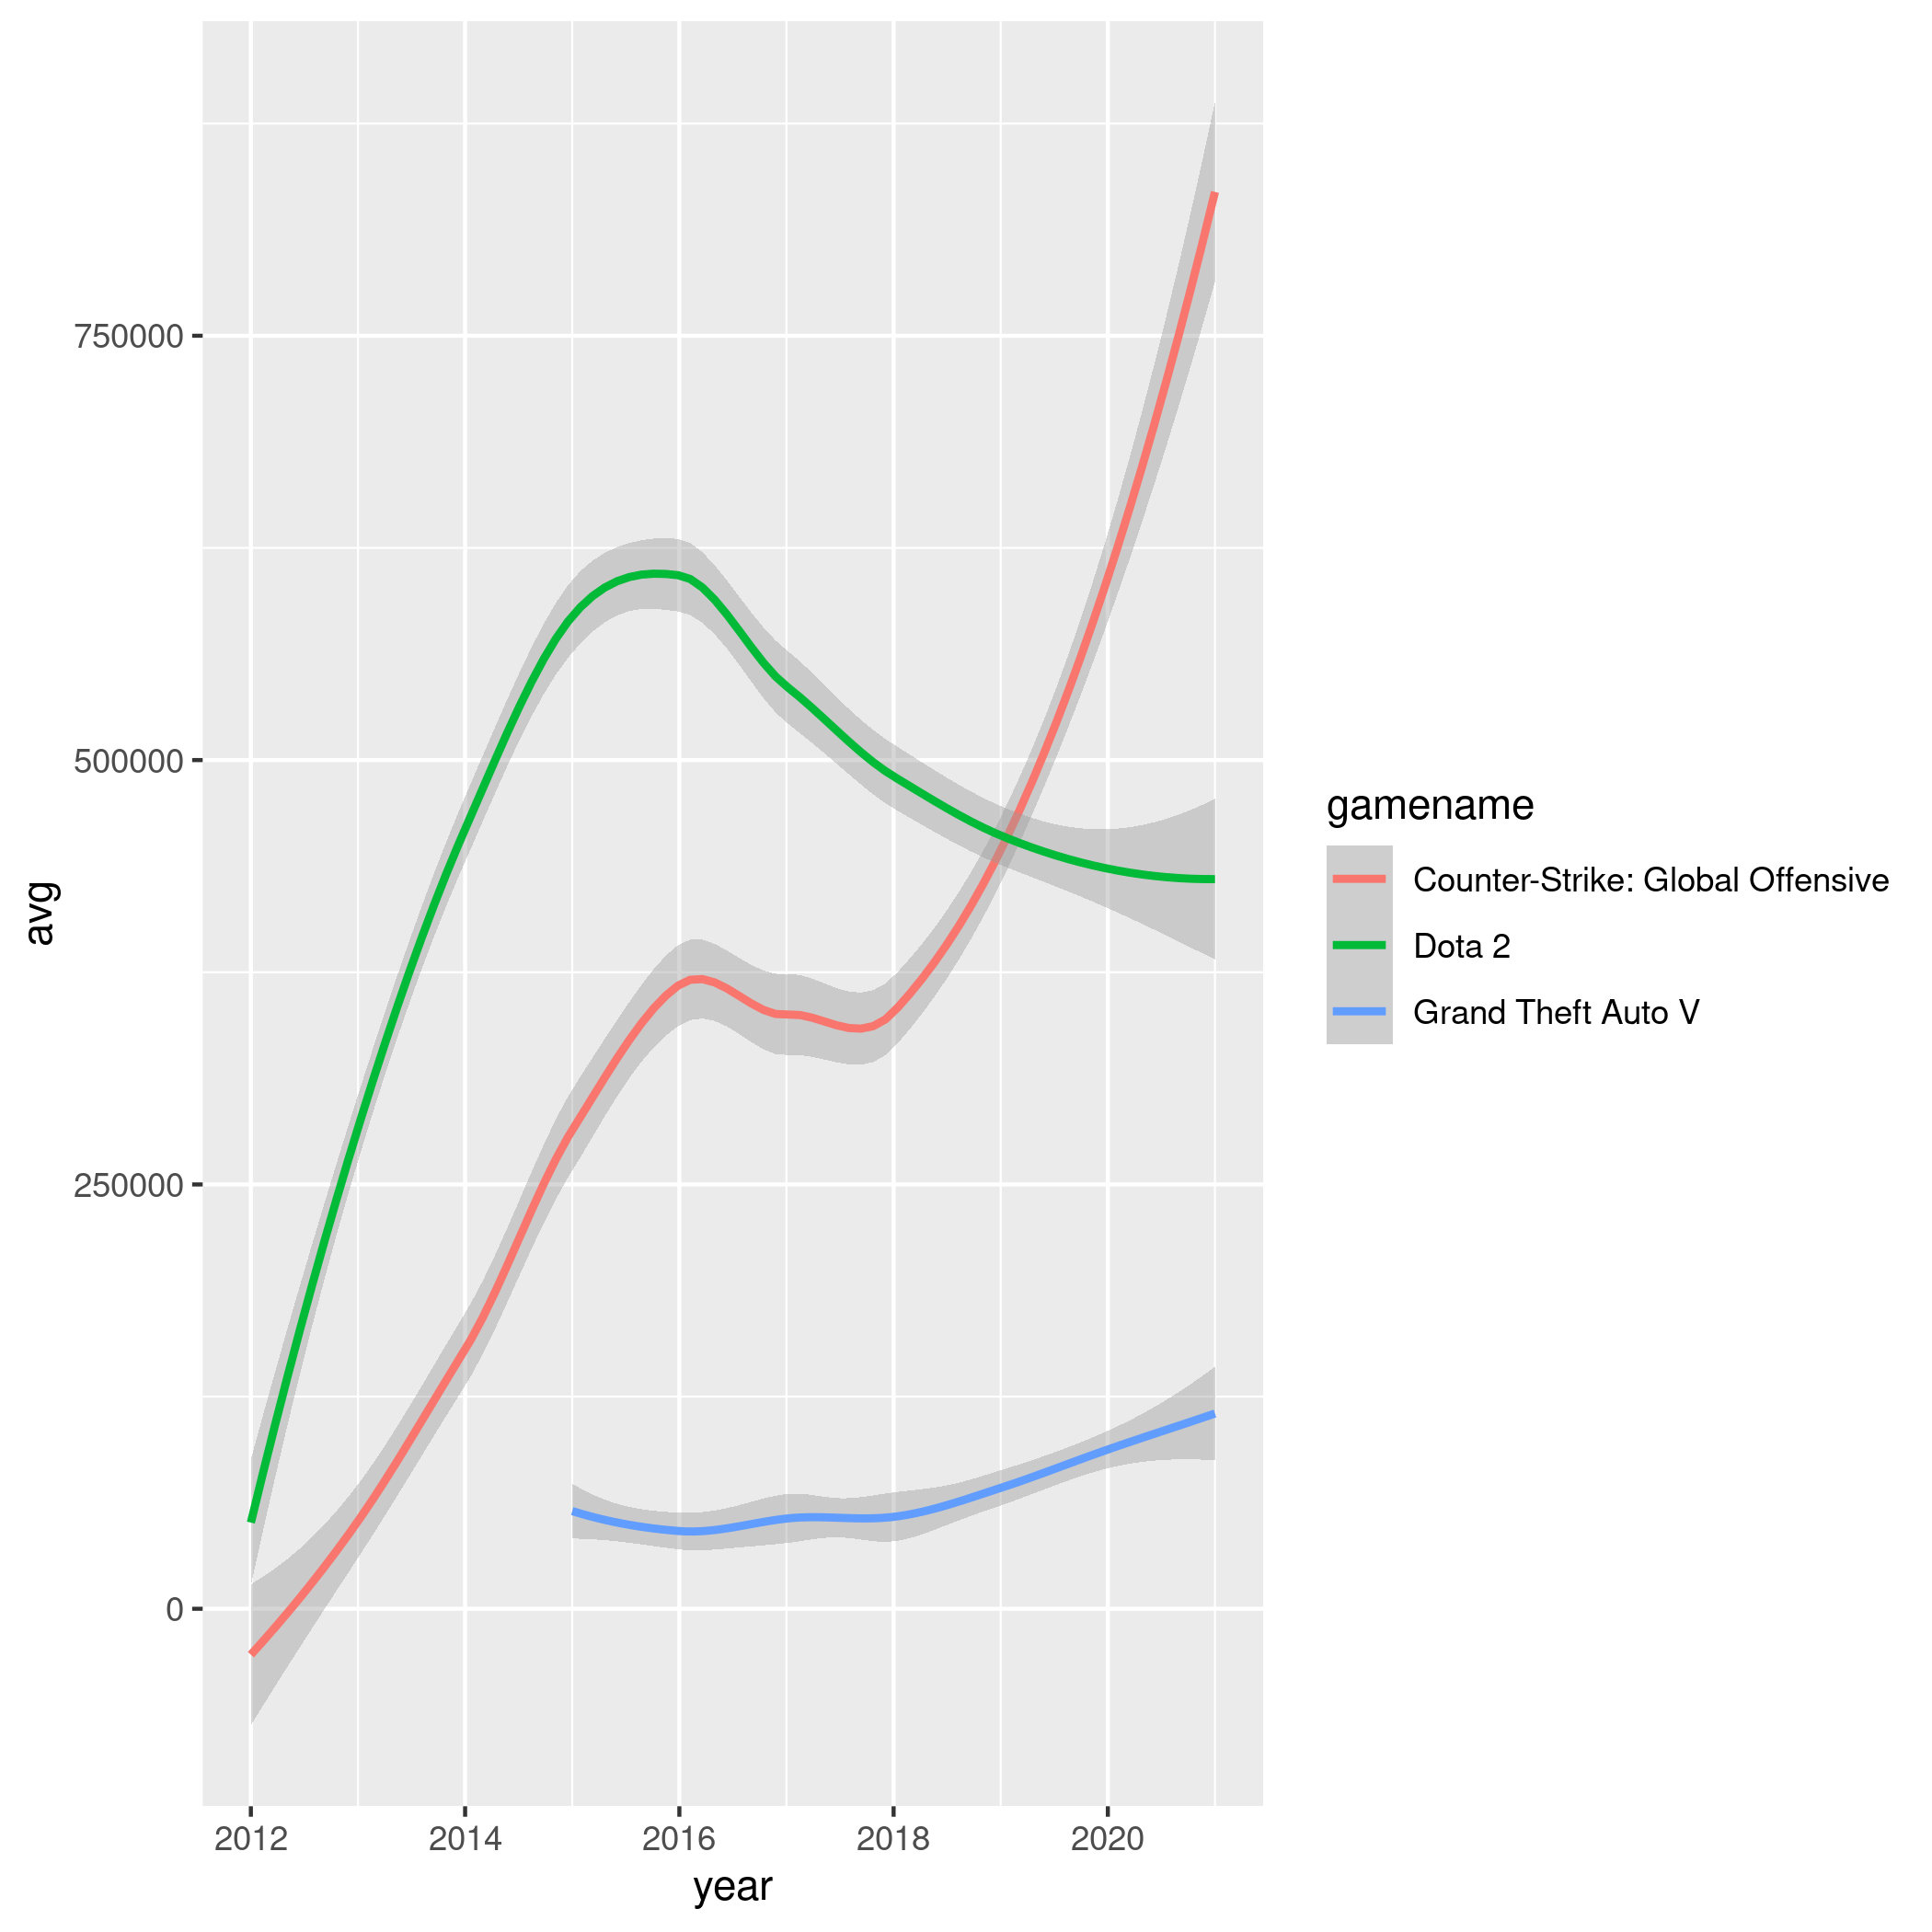 750000
500000
250000
0
avg
2012 2014 2016 2018 2020
year
gamename
Counter-Strike: Global Offensive
Dota 2
Grand Theft Auto V